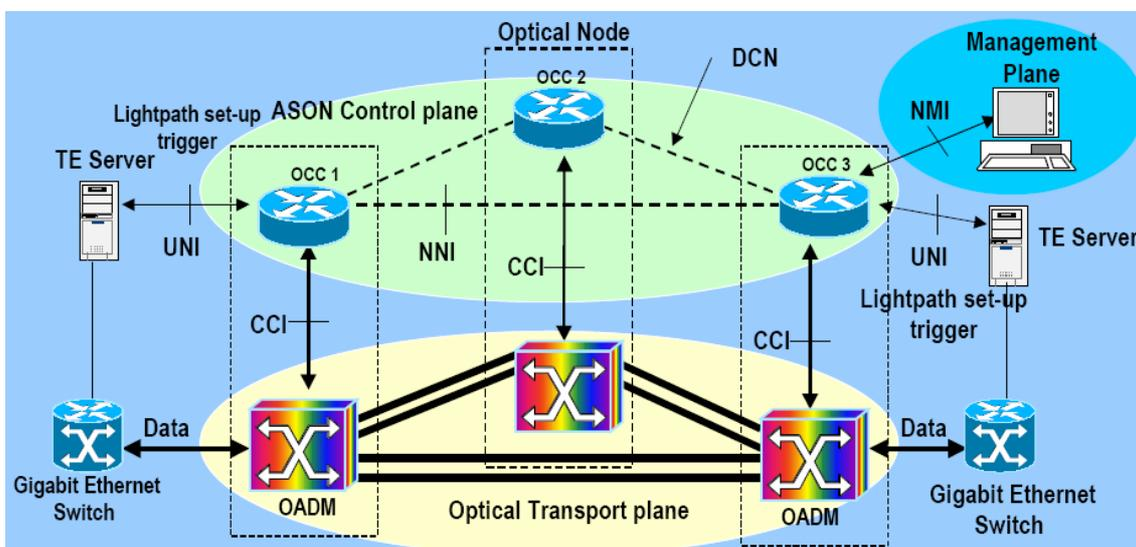 Optical Node
Management
Plane
DCN
OCC 2
NMI
Lightpath set-up
trigger
ASON Control plane
TE Server
OCC 1
OCC 3
UNI
NNI
CCI
UNI
TE Server
Lightpath set-up
trigger
CCI
CCI
Data
Data
Gigabit Ethernet
Switch
OADM
Optical Transport plane
OADM
Gigabit Ethernet
Switch